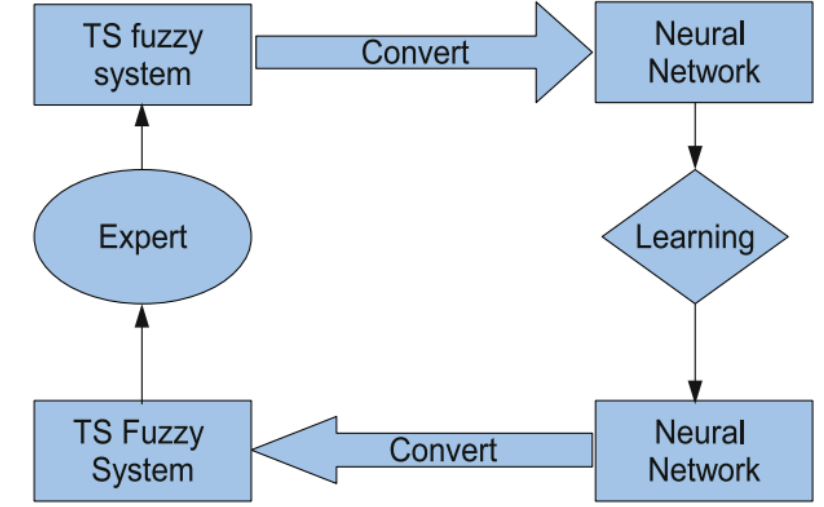 TS fuzzy
system
Convert
Neural
Network
Expert
Learning
TS Fuzzy
System
Convert
Neural
Network